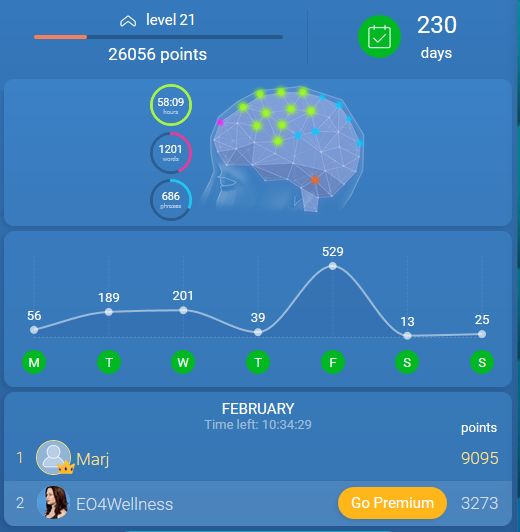 level 21
230
26056 points
days
58:09
hours
1201
words
686
phrases
529
189
201
56
39
13
25
M T W T F S S
FEBRUARY
Time left: 10:34:29
points
1 Marj 9095
2 EO4Wellness Go Premium 3273